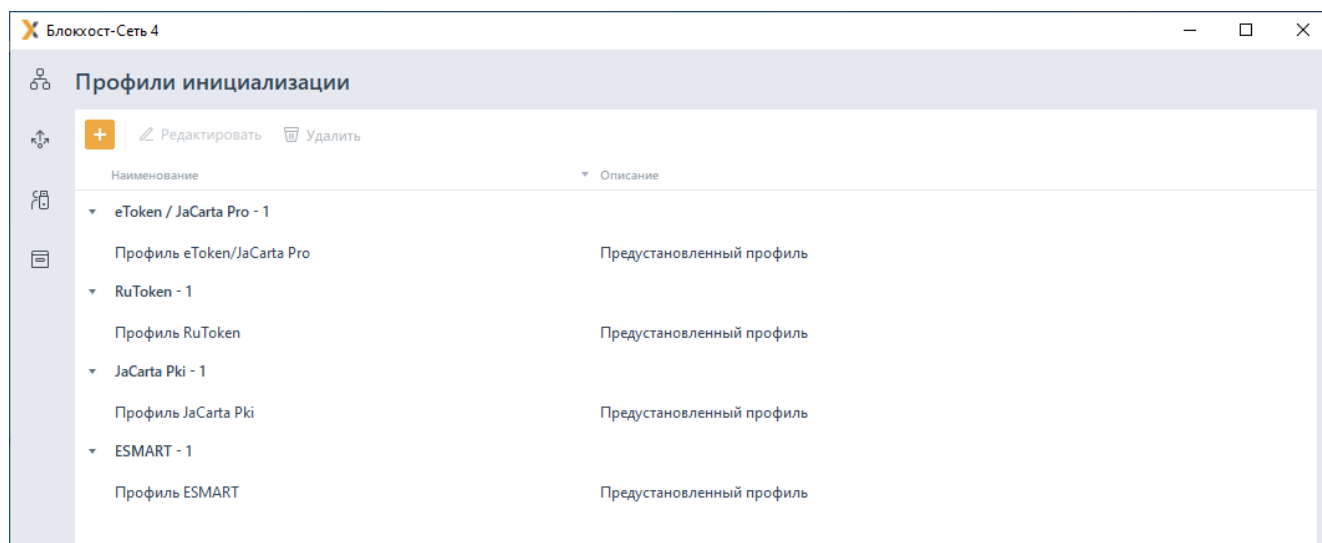 Блокхост-Сеть 4
Профили инициализации
Редактировать Удалить
Наименование Описание
eToken / JaCarta Pro - 1
Профиль eToken/JaCarta Pro Предустановленный профиль
RuToken - 1
Профиль RuToken Предустановленный профиль
JaCarta Pki - 1
Профиль JaCarta Pki Предустановленный профиль
ESMART - 1
Профиль ESMART Предустановленный профиль